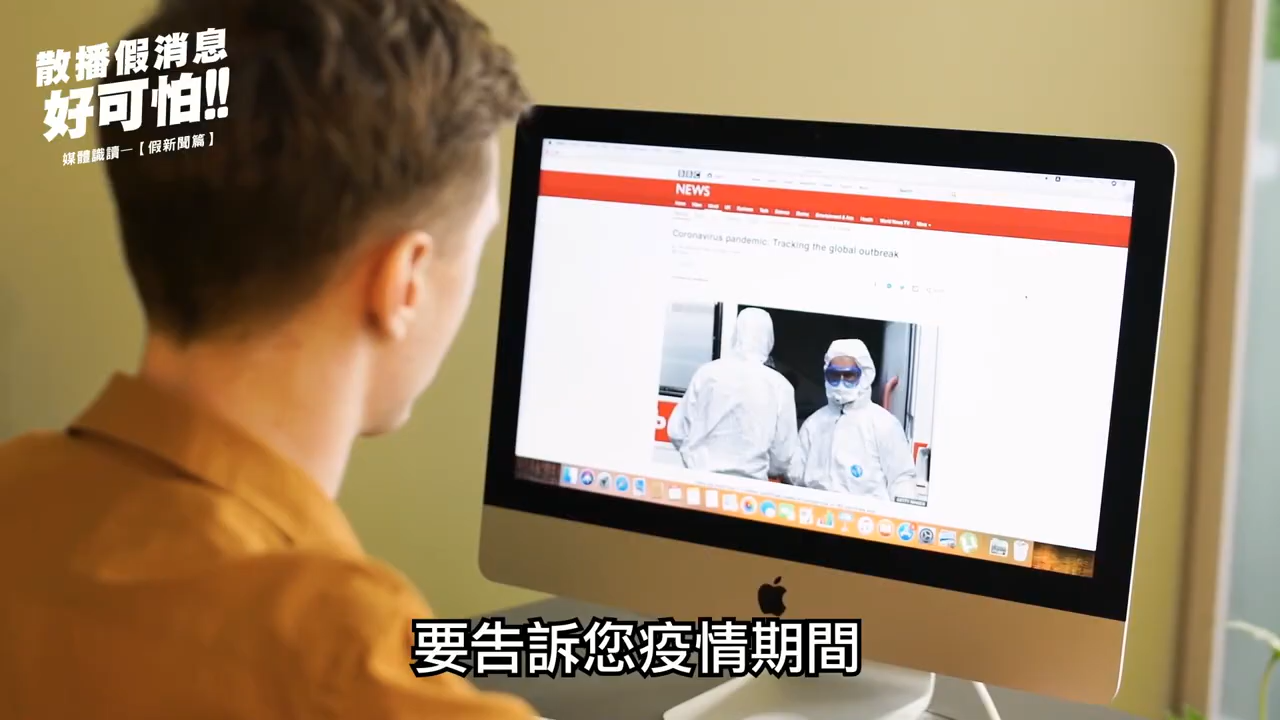 散播假消息
好可怕!!
媒體識讀—【假新聞篇】
BBC
NEWS
Coronavirus pandemic: Tracking the global outbreak
要告訴您疫情期間